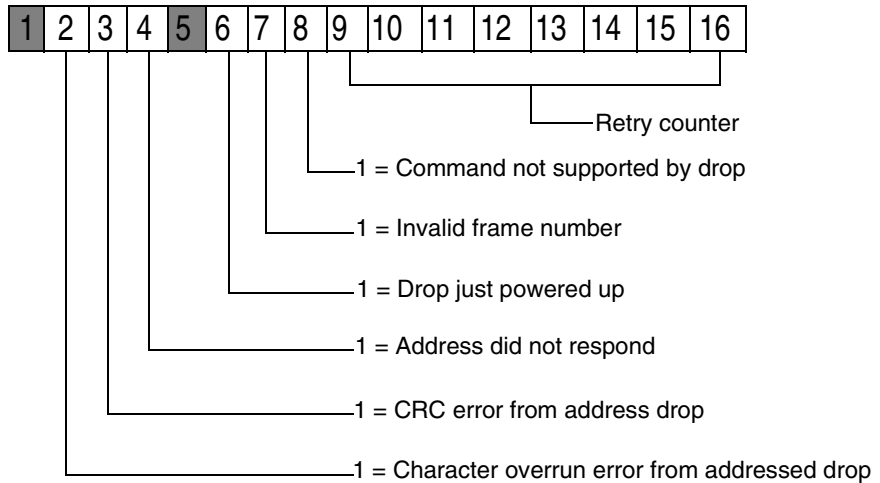 1 2 3 4 5 6 7 8 9 10 11 12 13 14 15 16
Retry counter
1 = Command not supported by drop
1 = Invalid frame number
1 = Drop just powered up
1 = Address did not respond
1 = CRC error from address drop
1 = Character overrun error from addressed drop